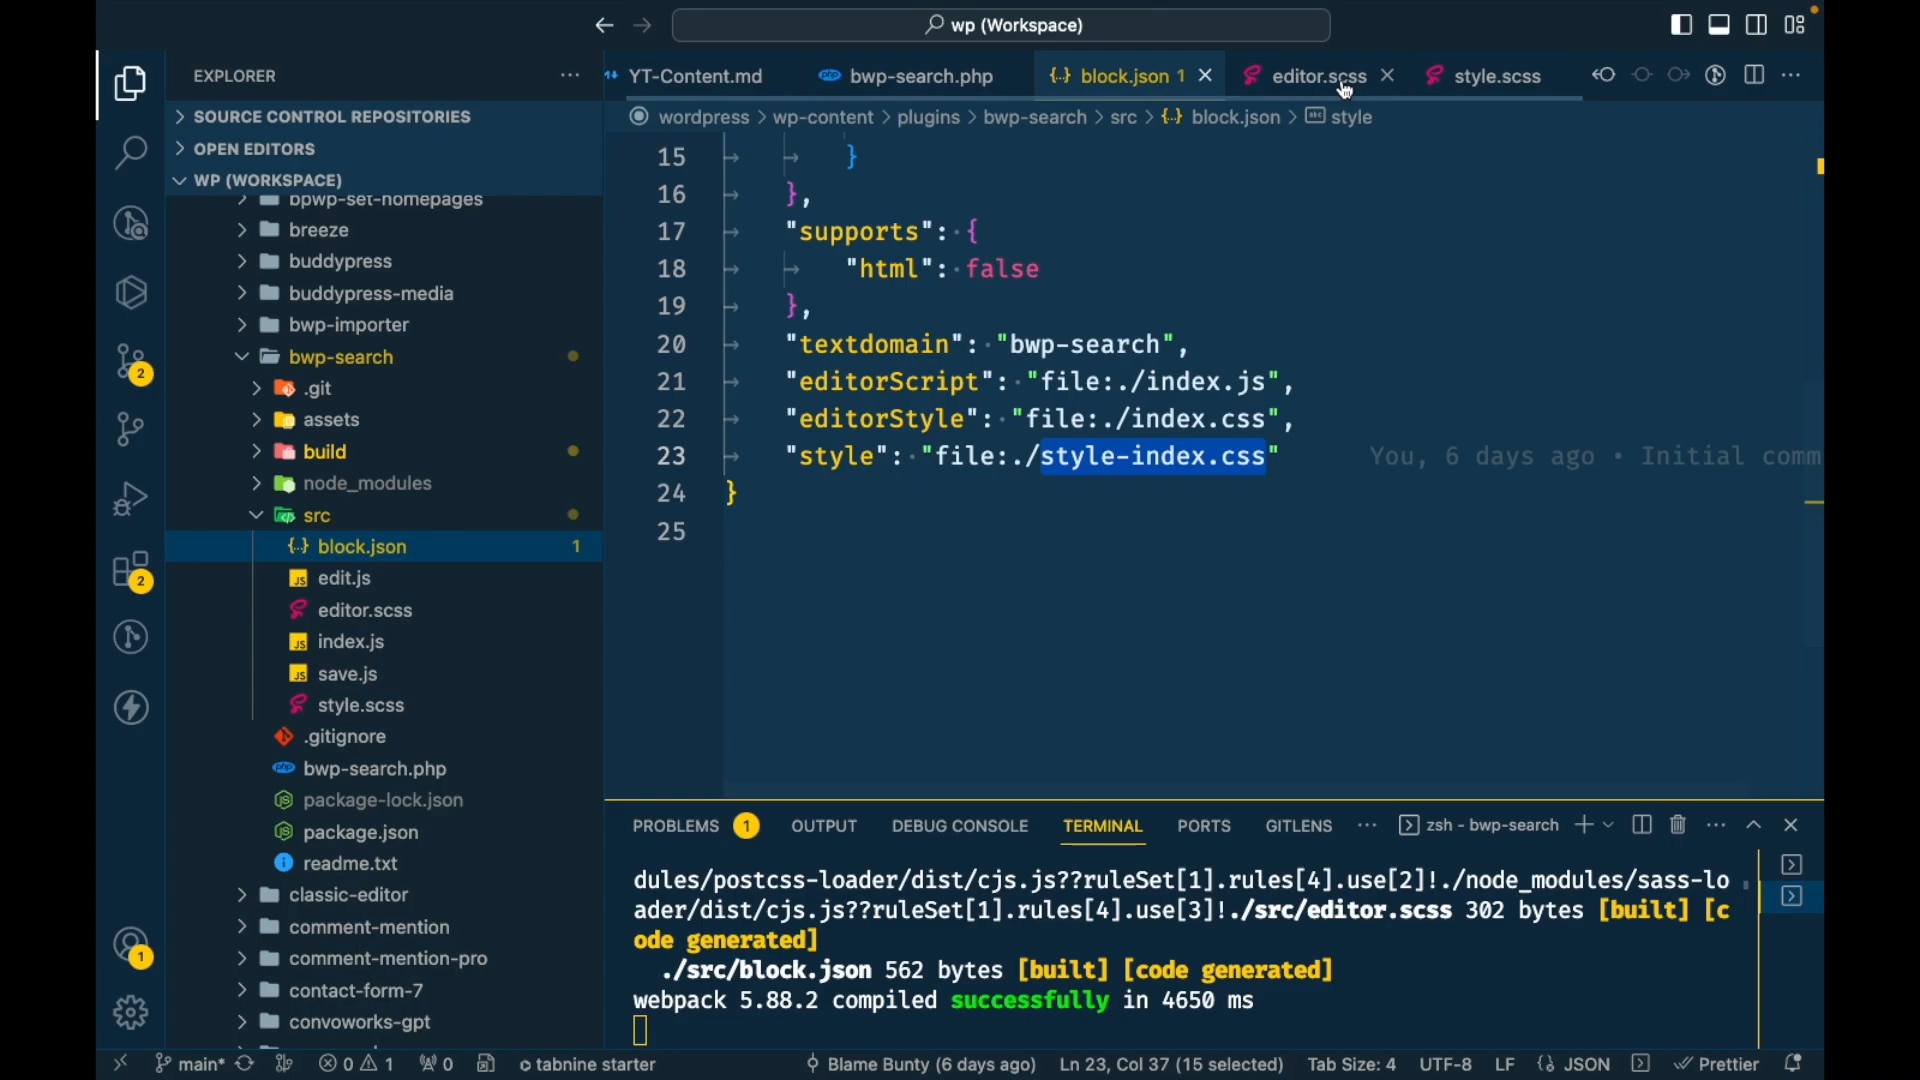 wp (Workspace)
EXPLORER
YT-Content.md
bwp-search.php
{..} block.json 1
editor.scss
style.scss
SOURCE CONTROL REPOSITORIES
OPEN EDITORS
WP (WORKSPACE)
bpwp-set-homepages
breeze
buddypress
buddypress-media
bwp-importer
bwp-search
.git
assets
build
node_modules
src
{..} block.json 1
edit.js
editor.scss
index.js
save.js
style.scss
.gitignore
bwp-search.php
package-lock.json
package.json
readme.txt
classic-editor
comment-mention
comment-mention-pro
contact-form-7
convoworks-gpt
2
2
1
wordpress > wp-content > plugins > bwp-search > src > {..} block.json > style
15 }
16 },
17 "supports": {
18 "html": false
19 },
20 "textdomain": "bwp-search",
21 "editorScript": "file:./index.js",
22 "editorStyle": "file:./index.css",
23 "style": "file:./style-index.css" You, 6 days ago • Initial comm
24 }
25
PROBLEMS 1 OUTPUT DEBUG CONSOLE TERMINAL PORTS GITLENS ... zsh - bwp-search
dules/postcss-loader/dist/cjs.js??ruleSet[1].rules[4].use[2]!./node_modules/sass-lo
ader/dist/cjs.js??ruleSet[1].rules[4].use[3]!./src/editor.scss 302 bytes [built] [c
ode generated]
./src/block.json 562 bytes [built] [code generated]
webpack 5.88.2 compiled successfully in 4650 ms
main* 0 1 0 tabnine starter Blame Bunty (6 days ago) Ln 23, Col 37 (15 selected) Tab Size: 4 UTF-8 LF JSON Prettier